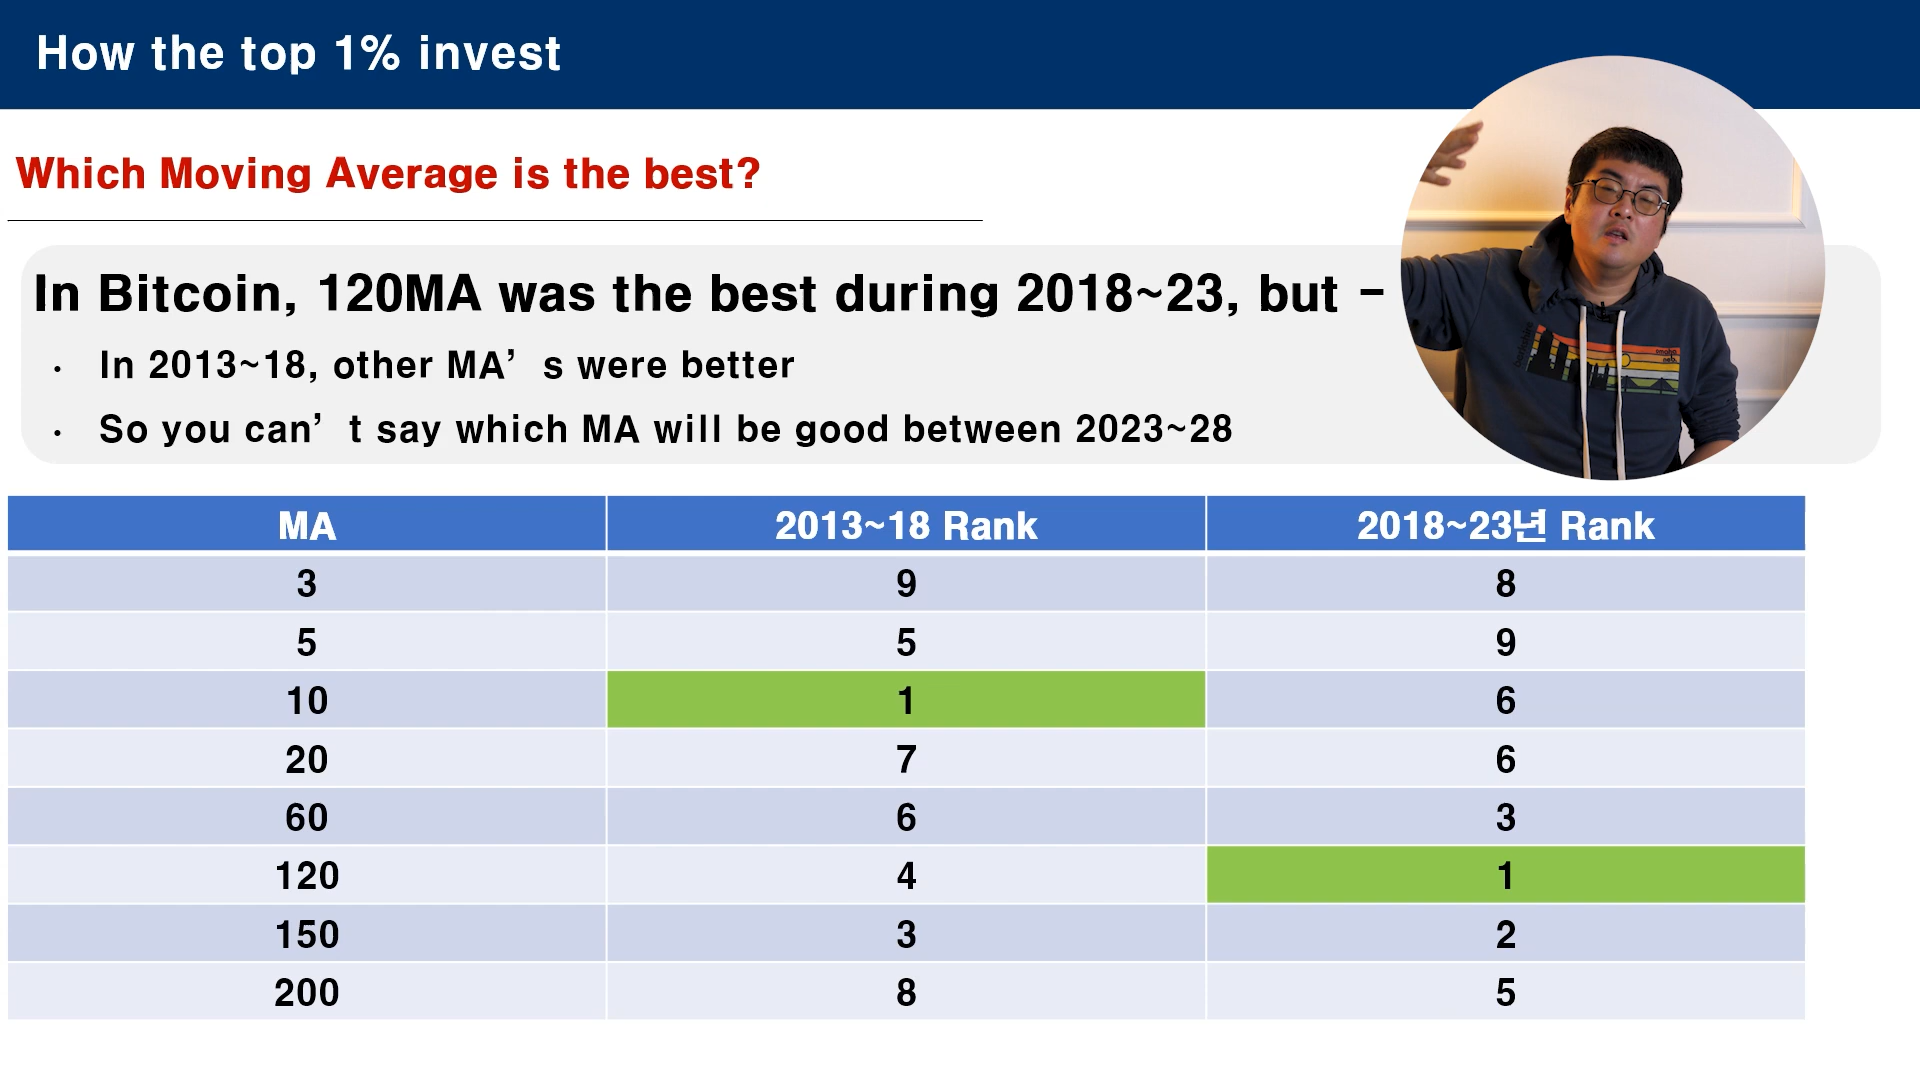 How the top 1% invest
Which Moving Average is the best?
In Bitcoin, 120MA was the best during 2018~23, but –
· In 2013~18, other MA’s were better
· So you can’t say which MA will be good between 2023~28
MA 2013~18 Rank 2018~23년 Rank
3 9 8
5 5 9
10 1 6
20 7 6
60 6 3
120 4 1
150 3 2
200 8 5